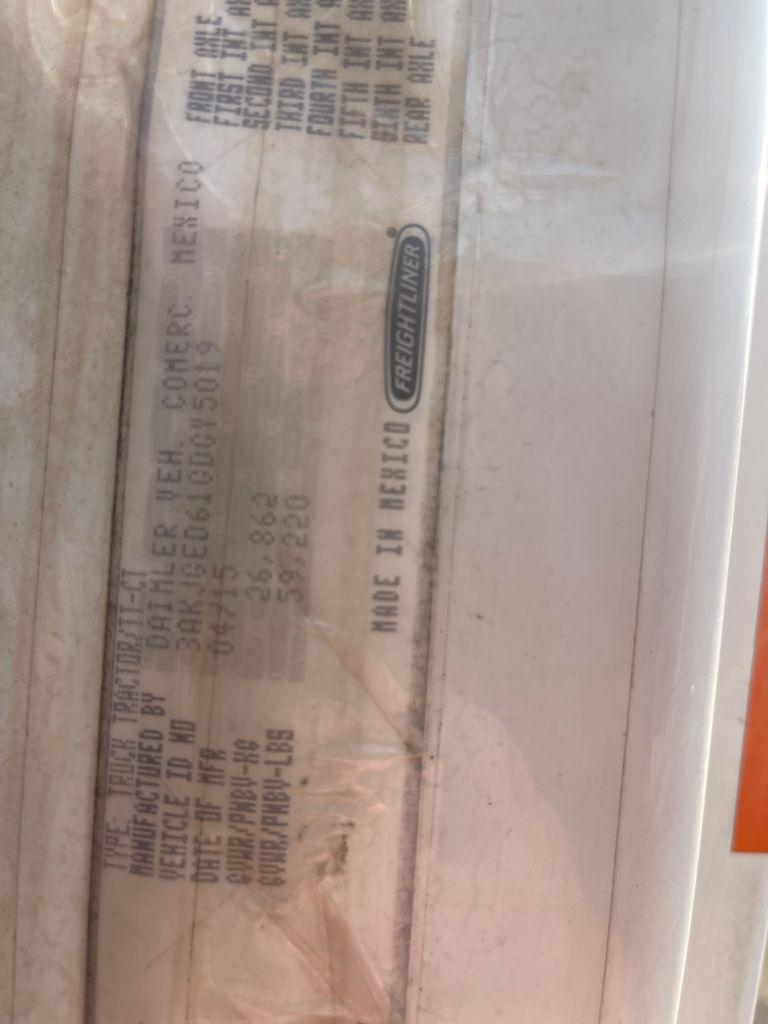 TYPE: TRUCK TRACTOR/TT-CT
MANUFACTURED BY DAIMLER VEH. COMERC. MEXICO
VEHICLE ID NO 3AKJGED61GDGY5019
DATE OF MFR 04/15
GVWR/PNBV-KG 26,862
GVWR/PNBV-LBS 59,220
MADE IN MEXICO FREIGHTLINER®
FRONT AXLE
FIRST INT
SECOND INT
THIRD INT
FOURTH INT
FIFTH INT
SIXTH INT
REAR AXLE